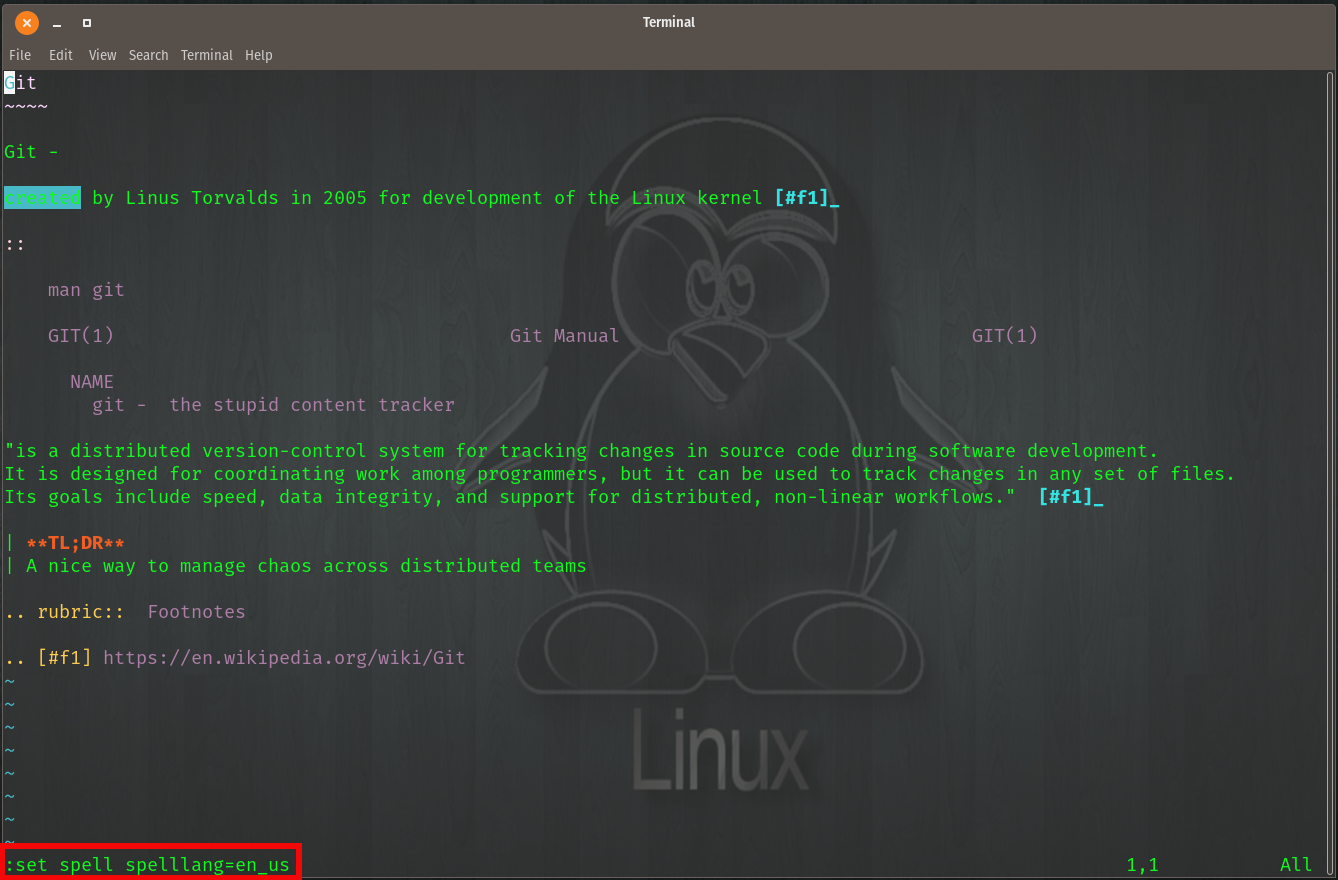 Terminal
File Edit View Search Terminal Help
Git
~~~~
Git -
created by Linus Torvalds in 2005 for development of the Linux kernel [#f1]_
::
man git
GIT(1) Git Manual GIT(1)
NAME
git -  the stupid content tracker
"is a distributed version-control system for tracking changes in source code during software development.
It is designed for coordinating work among programmers, but it can be used to track changes in any set of files.
Its goals include speed, data integrity, and support for distributed, non-linear workflows."  [#f1]_
| **TL;DR**
| A nice way to manage chaos across distributed teams
.. rubric::  Footnotes
.. [#f1] https://en.wikipedia.org/wiki/Git
~
~
~
~
~
~
~
~
Linux
:set spell spelllang=en_us 1,1 All